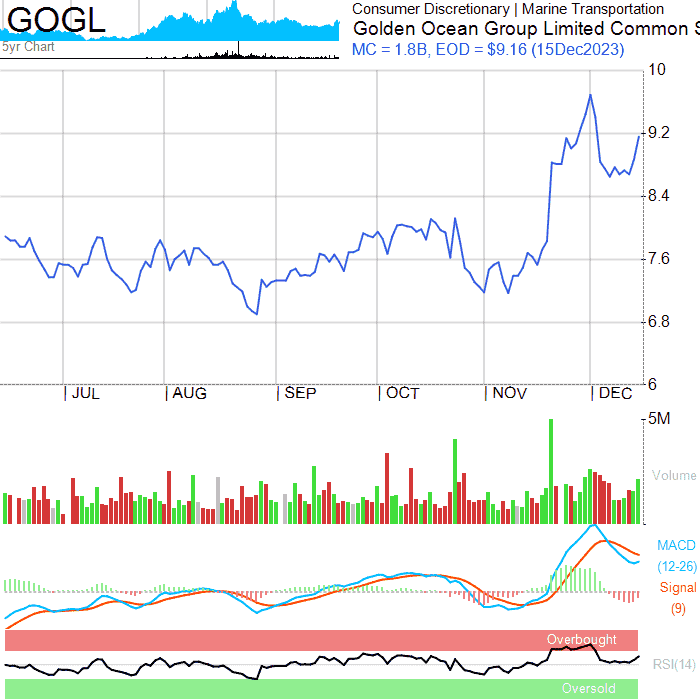 GOGL
5yr Chart
Consumer Discretionary | Marine Transportation
Golden Ocean Group Limited Common S
MC = 1.8B, EOD = $9.16 (15Dec2023)
10
9.2
8.4
7.6
6.8
6
| JUL | AUG | SEP | OCT | NOV | DEC
5M
Volume
MACD
(12-26)
Signal
(9)
Overbought
RSI(14)
Oversold